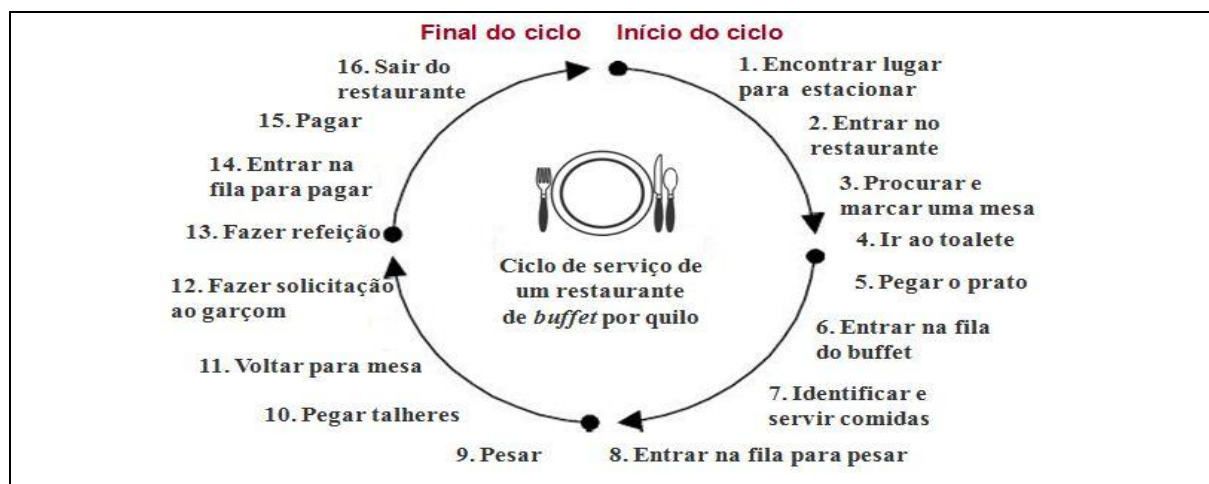 Final do ciclo
Início do ciclo
1. Encontrar lugar
para estacionar
2. Entrar no
restaurante
3. Procurar e
marcar uma mesa
4. Ir ao toalete
5. Pegar o prato
6. Entrar na fila
do buffet
7. Identificar e
servir comidas
8. Entrar na fila para pesar
9. Pesar
10. Pegar talheres
11. Voltar para mesa
12. Fazer solicitação
ao garçom
13. Fazer refeição
14. Entrar na
fila para pagar
15. Pagar
16. Sair do
restaurante
Ciclo de serviço de
um restaurante
de buffet por quilo